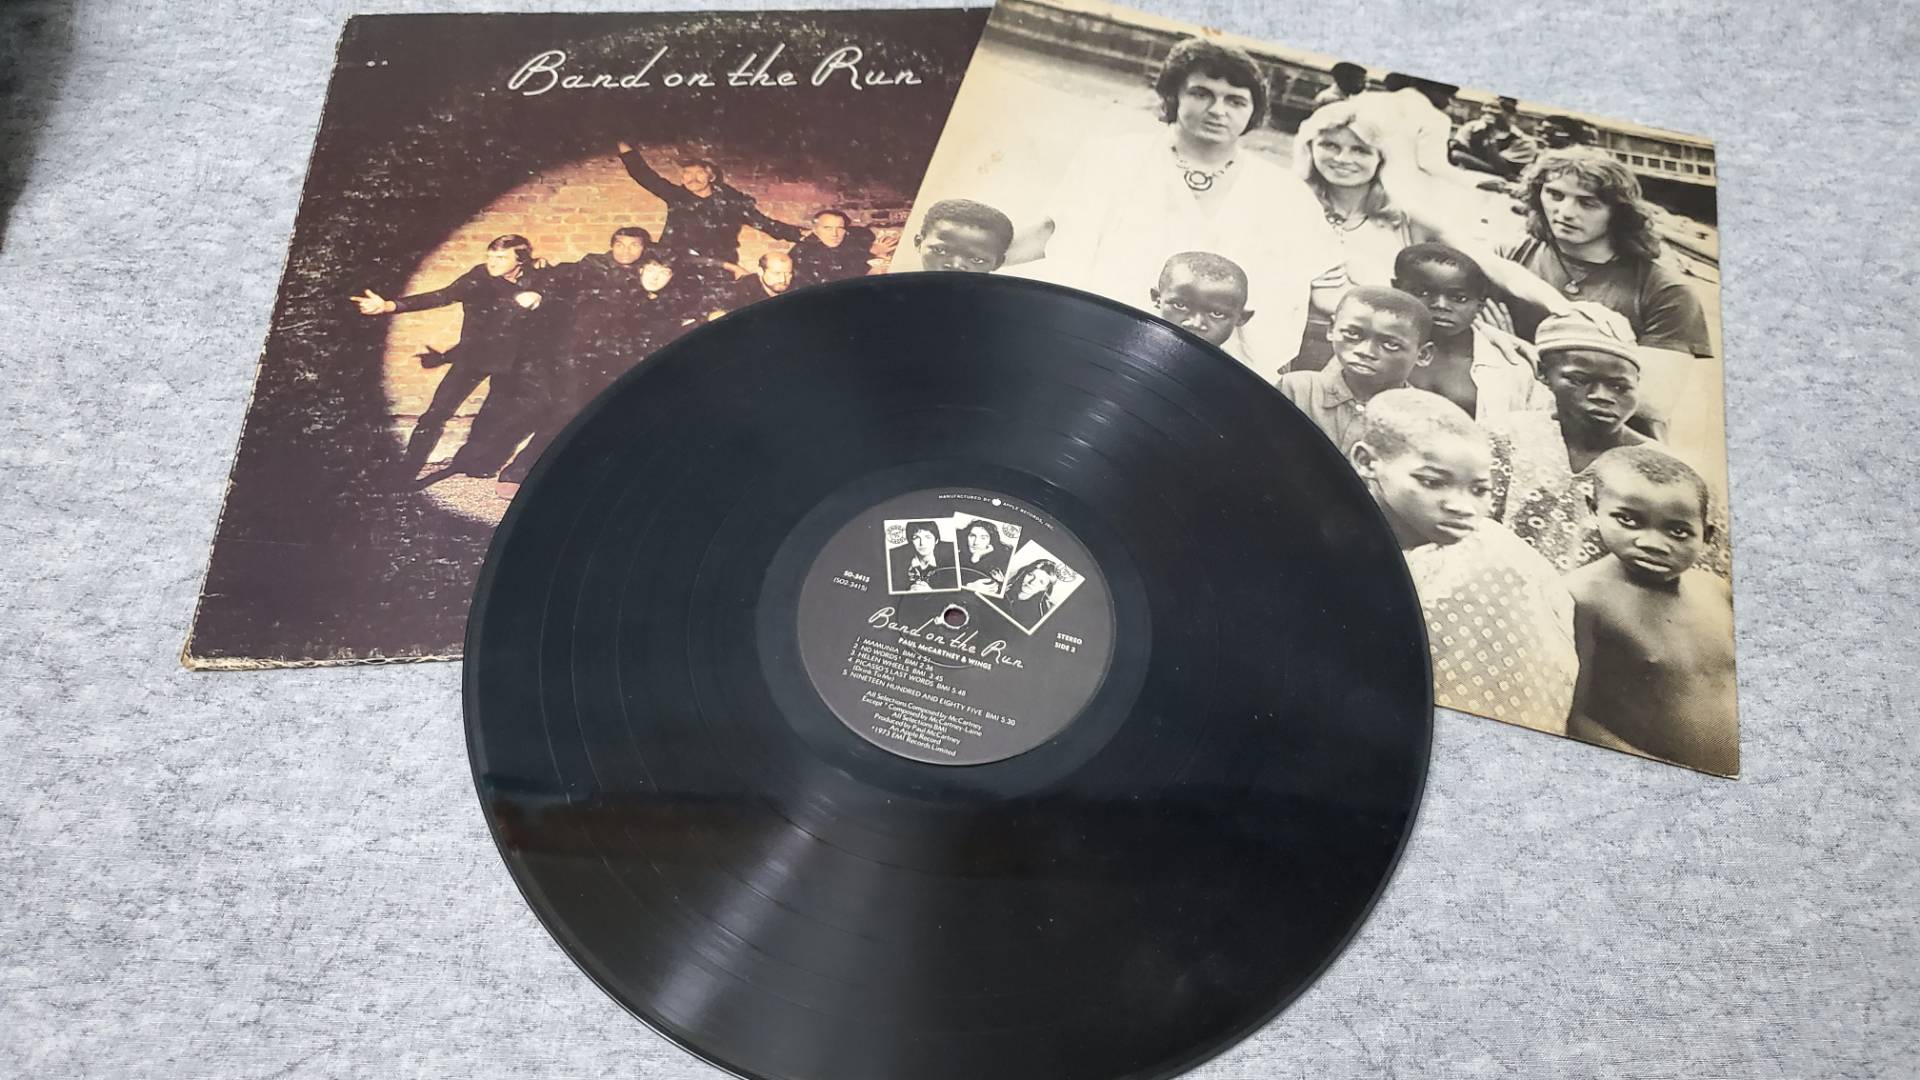 Band on the Run
MANUFACTURED BY APPLE RECORDS, INC.
SO-3415
(SO2.3415)
STEREO
SIDE 2
Band on the Run
PAUL McCARTNEY & WINGS
1 MAMUNIA BMI 4:51
2 NO WORDS* BMI 2.36
3 HELEN WHEELS BMI 3.45
4 PICASSO'S LAST WORDS BMI 5.48
(Drink To Me)
5 NINETEEN HUNDRED AND EIGHTY FIVE BMI 5.30
All Selections Composed by McCartney
Except * Composed by McCartney-Laine
All Selections BMI
Produced by Paul McCartney
An Apple Record
°1973 EMI Records Limited